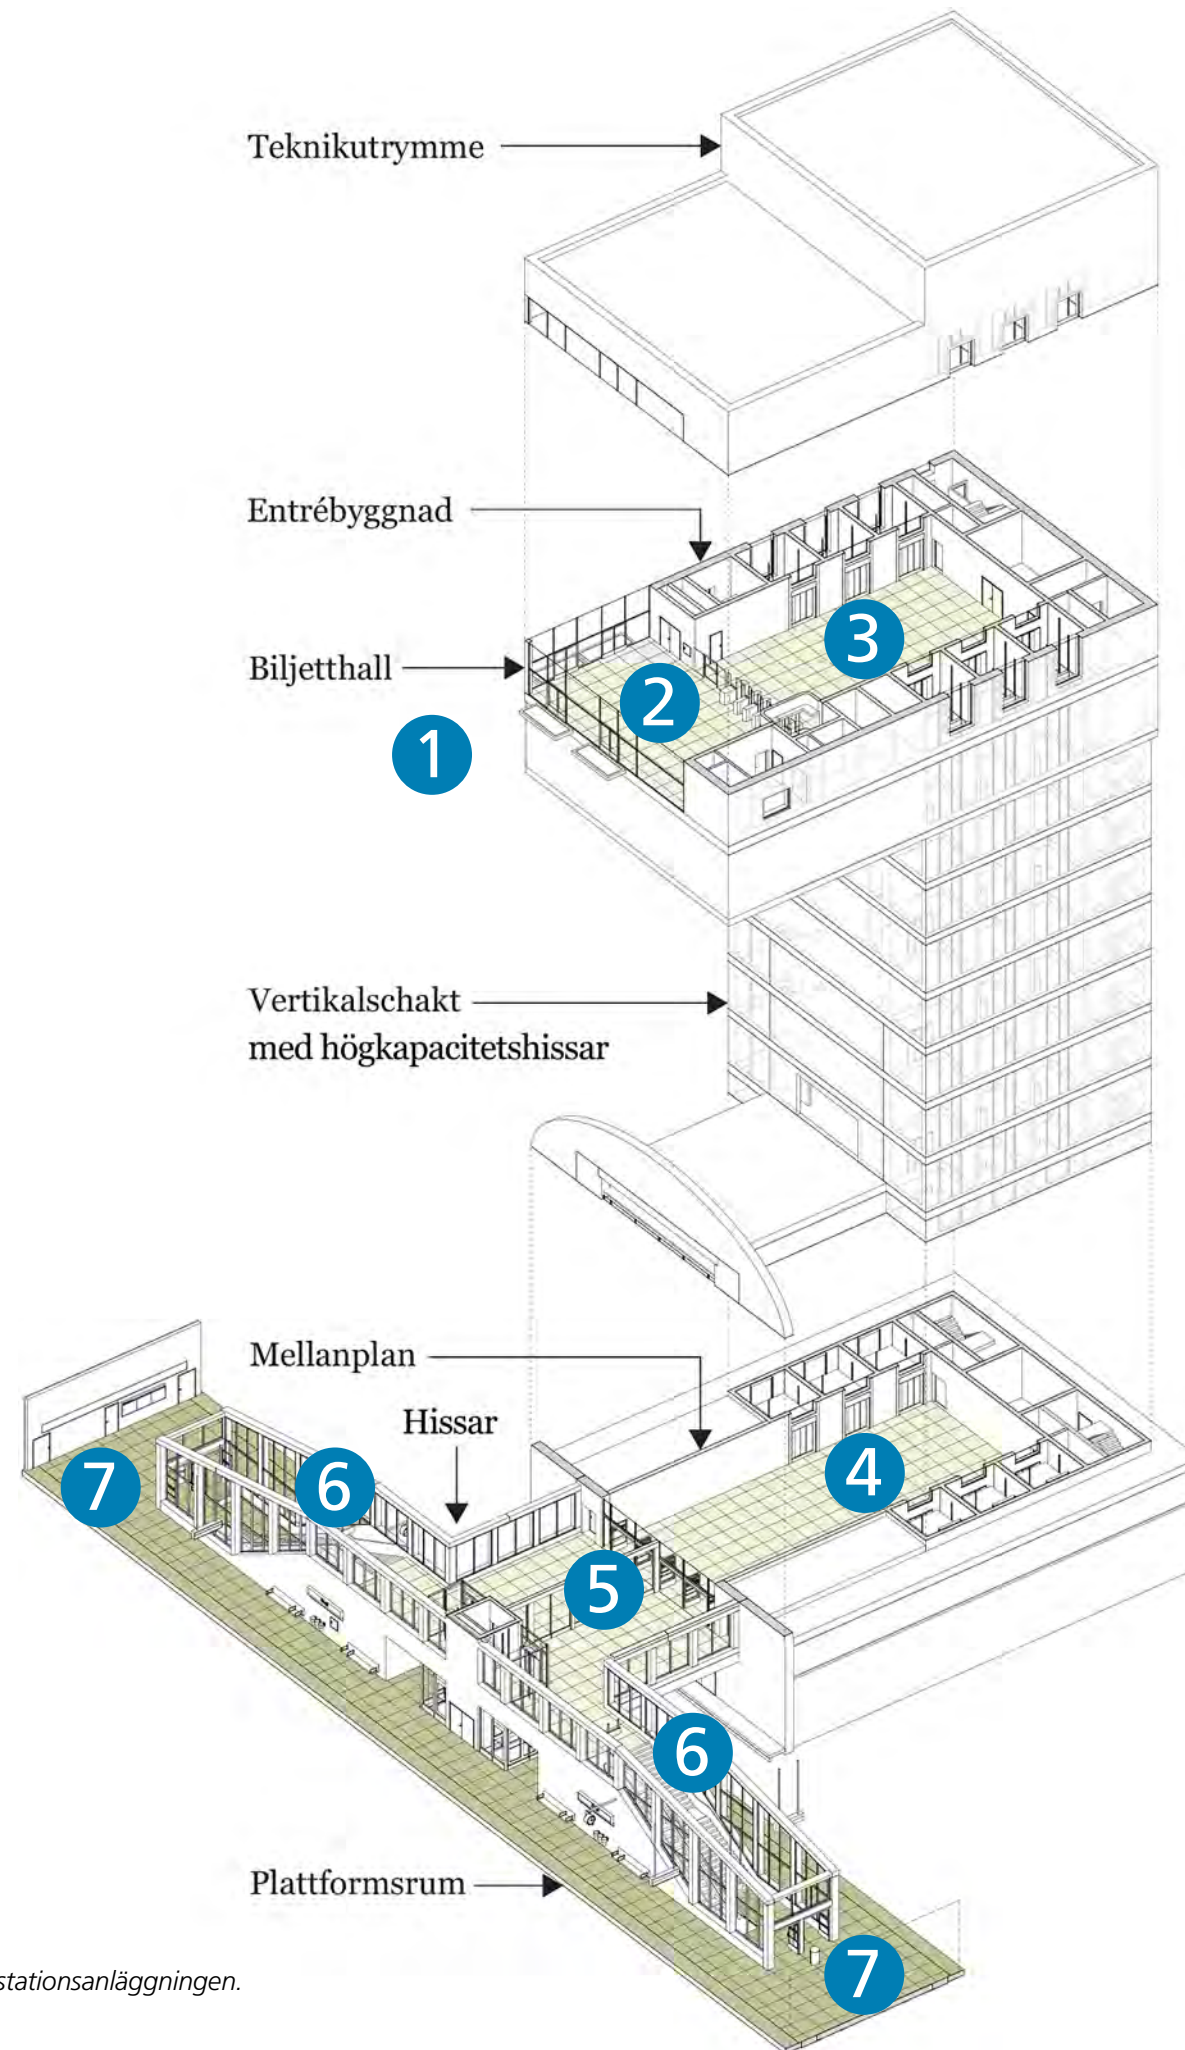 Teknikutrymme
Entrébyggnad
3
Biljetthall
2
1
Vertikalschakt
med högkapacitetshissar
Mellanplan
Hissar
4
7
6
5
6
Plattformsrum
7
stationsanläggningen.